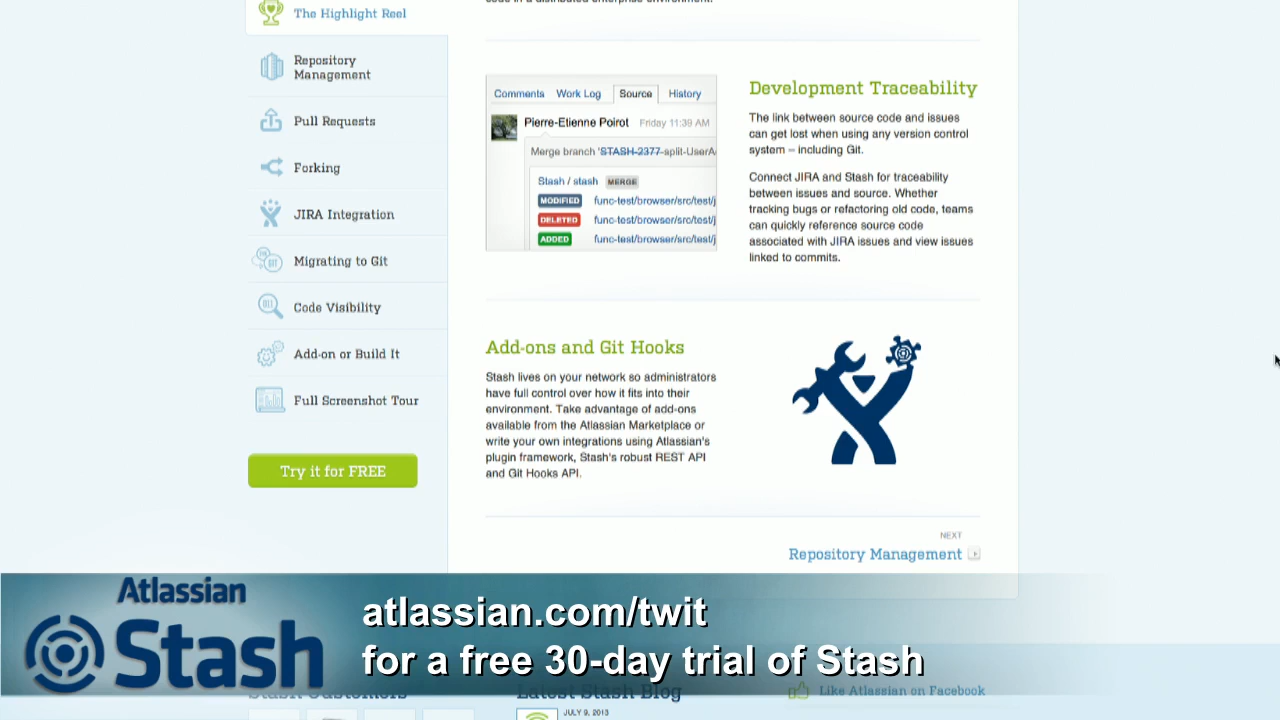 code in a distributed enterprise environment.
The Highlight Reel
Repository
Management
Pull Requests
Forking
JIRA Integration
Migrating to Git
Code Visibility
Add-on or Build It
Full Screenshot Tour
Try it for FREE
Comments Work Log Source History
Pierre-Etienne Poirot Friday 11:39 AM
Merge branch 'STASH-2377-split-UserA
Stash / stash MERGE
MODIFIED func-test/browser/src/test/j
DELETED func-test/browser/src/test/j
ADDED func-test/browser/src/test/j
Development Traceability
The link between source code and issues
can get lost when using any version control
system – including Git.
Connect JIRA and Stash for traceability
between issues and source. Whether
tracking bugs or refactoring old code, teams
can quickly reference source code
associated with JIRA issues and view issues
linked to commits.
Add-ons and Git Hooks
Stash lives on your network so administrators
have full control over how it fits into their
environment. Take advantage of add-ons
available from the Atlassian Marketplace or
write your own integrations using Atlassian's
plugin framework, Stash's robust REST API
and Git Hooks API.
NEXT
Repository Management
Atlassian
Stash
atlassian.com/twit
for a free 30-day trial of Stash
Stash Customers
Latest Stash Blog
Like Atlassian on Facebook
JULY 9, 2013